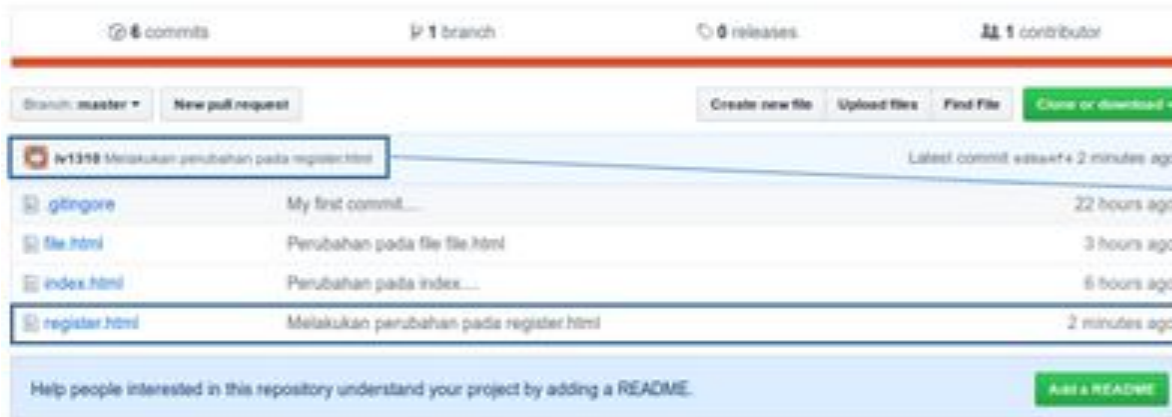 6 commits 1 branch 0 releases 1 contributor
Branch: master New pull request Create new file Upload files Find File Clone or download
iv1310 Melakukan perubahan pada register.html Latest commit 2 minutes ago
.gitingore My first commit.... 22 hours ago
file.html Perubahan pada file file.html 3 hours ago
index.html Perubahan pada index.... 6 hours ago
register.html Melakukan perubahan pada register.html 2 minutes ago
Help people interested in this repository understand your project by adding a README. Add a README